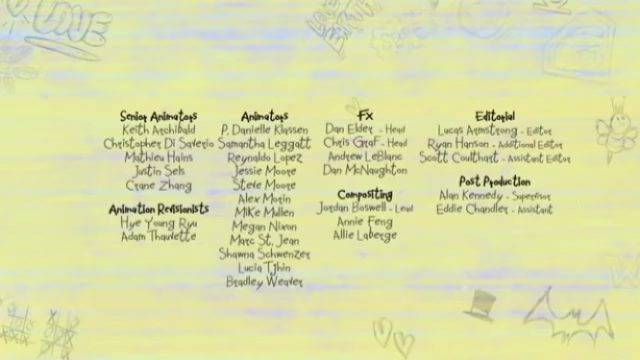 LOVE
Senior Animators
Keith Archibald
Christopher Di Saverio
Mathieu Hains
Justin Sels
Crane Zhang
Animation Revisionists
Hye Young Ryu
Adam Thawette
Animators
P. Danielle Klassen
Samantha Leggatt
Reynaldo Lopez
Jessie Moore
Steve Moore
Alex Morin
Mike Mullen
Megan Nixon
Marc St. Jean
Shawna Schwenzer
Lucia Tjhin
Bradley Weaver
FX
Dan Elder - Head
Chris Graf - Head
Andrew LeBlanc
Dan McNaughton
Compositing
Jordan Boswell - Lead
Annie Feng
Allie Laberge
Editorial
Lucas Armstrong - Editor
Ryan Hanson - Additional Editor
Scott Coulthart - Assistant Editor
Post Production
Alan Kennedy - Supervisor
Eddie Chandler - Assistant